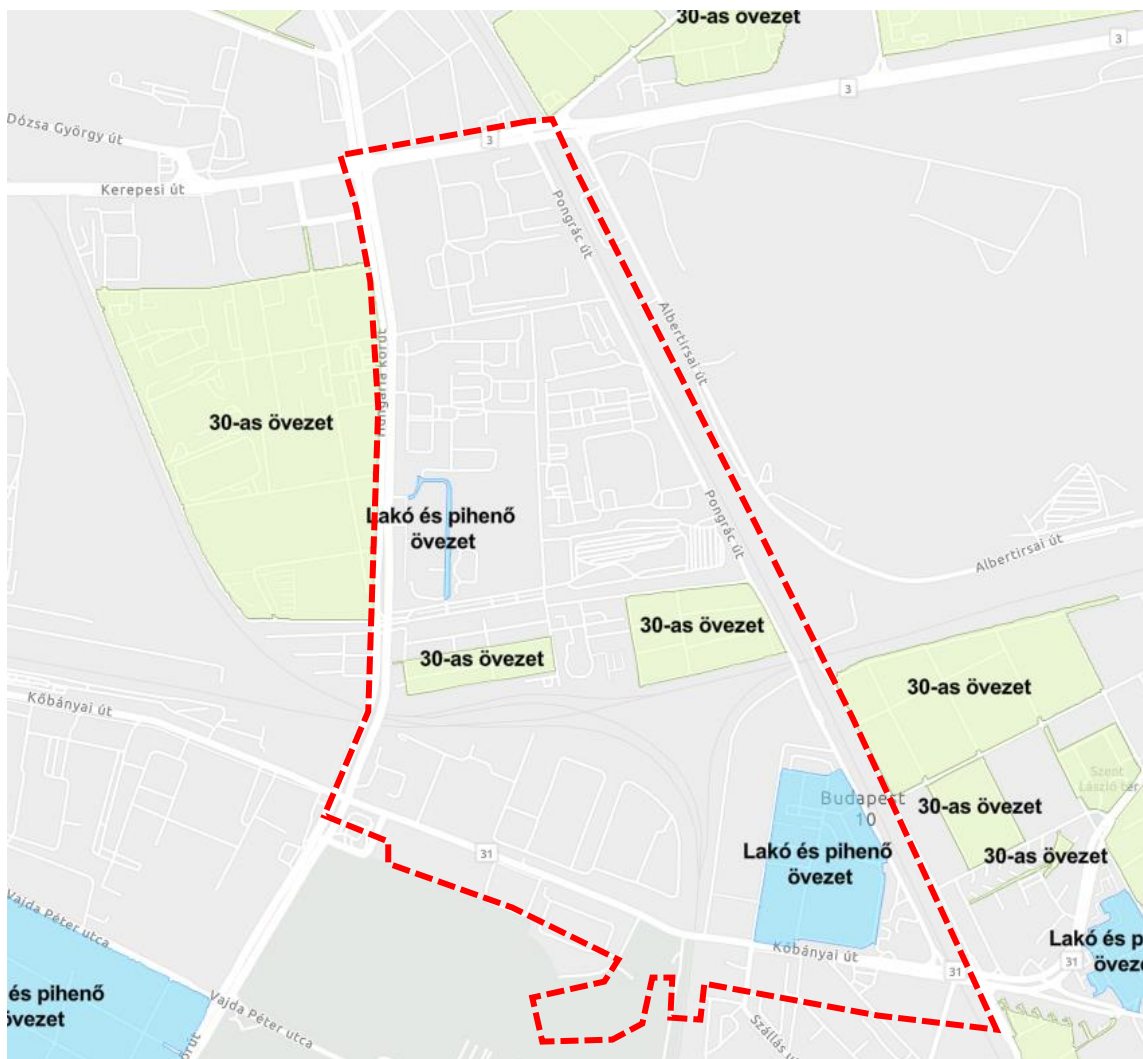 30-as övezet
3
3
Dózsa György út
3
Kerepesi út
Pongrác út
Albertirsai út
Hungária körút
30-as övezet
Lakó és pihenő
övezet
Pongrác út
Albertirsai út
30-as övezet
30-as övezet
30-as övezet
Kőbányai út
Szent
László tér
Budapest
10
30-as övezet
31
Lakó és pihenő
övezet
30-as övezet
Vajda Péter utca
Kőbányai út
31
31
Lakó és p
öveze
és pihenő
övezet
Vajda Péter utca
Szállás u
körút